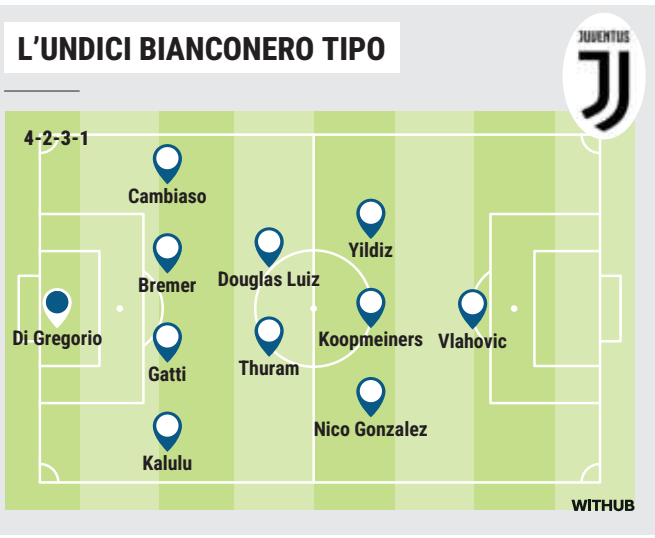 L'UNDICI BIANCONERO TIPO
JUVENTUS
4-2-3-1
Cambiaso
Yildiz
Bremer
Douglas Luiz
Di Gregorio
Koopmeiners
Vlahovic
Gatti
Thuram
Nico Gonzalez
Kalulu
WITHUB